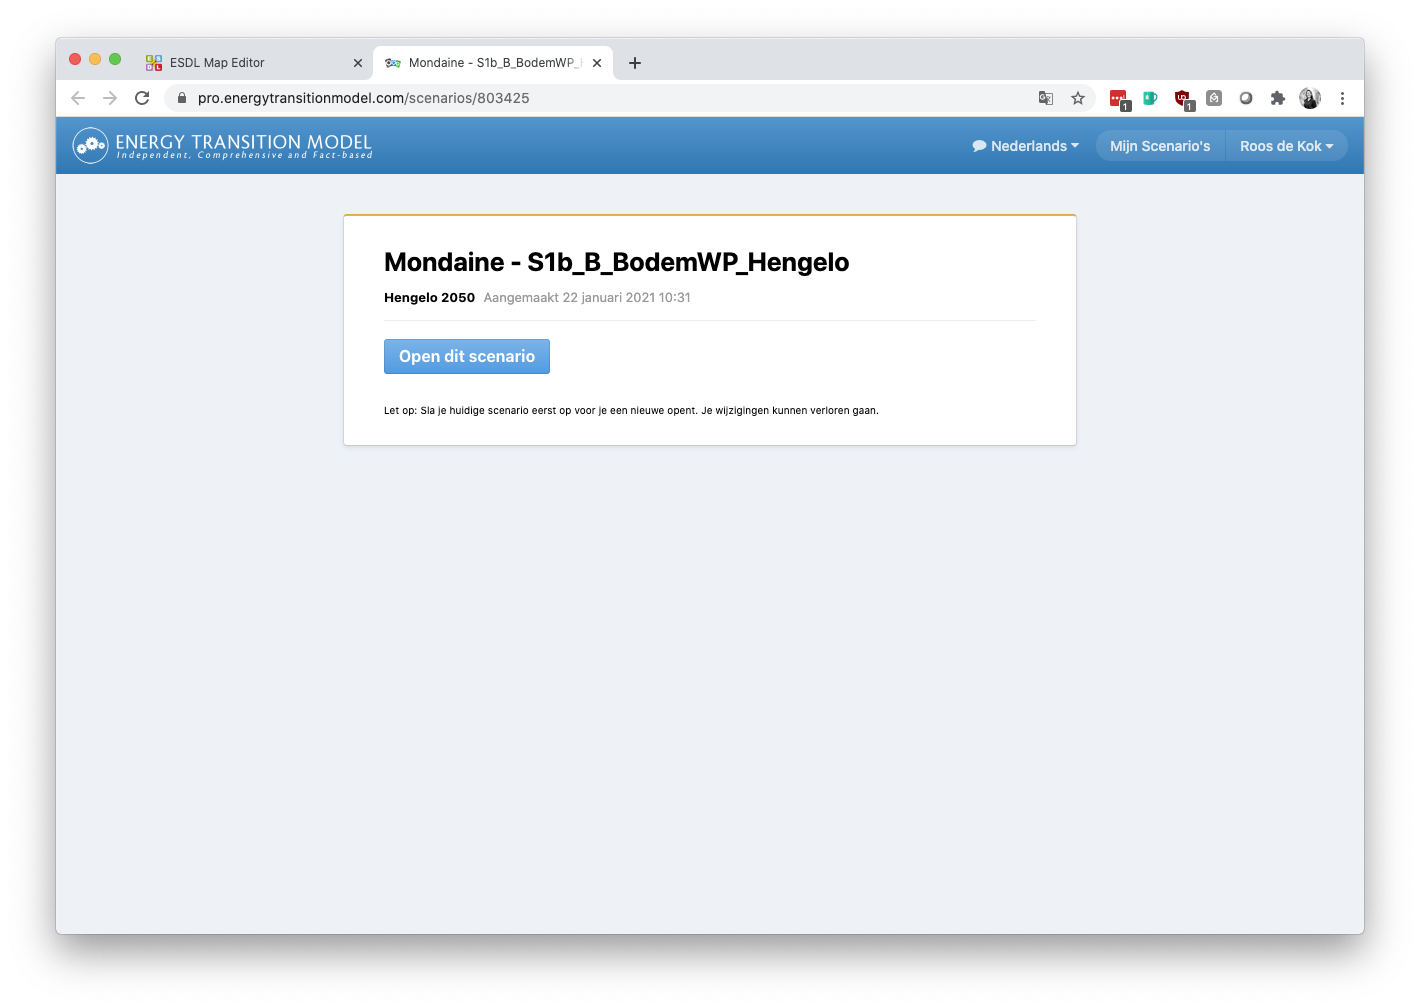 ESDL Map Editor
Mondaine - S1b_B_BodemWP_
pro.energytransitionmodel.com/scenarios/803425
1
1
ENERGY TRANSITION MODEL
Independent, Comprehensive and Fact-based
Nederlands
Mijn Scenario's
Roos de Kok
Mondaine - S1b_B_BodemWP_Hengelo
Hengelo 2050 Aangemaakt 22 januari 2021 10:31
Open dit scenario
Let op: Sla je huidige scenario eerst op voor je een nieuwe opent. Je wijzigingen kunnen verloren gaan.